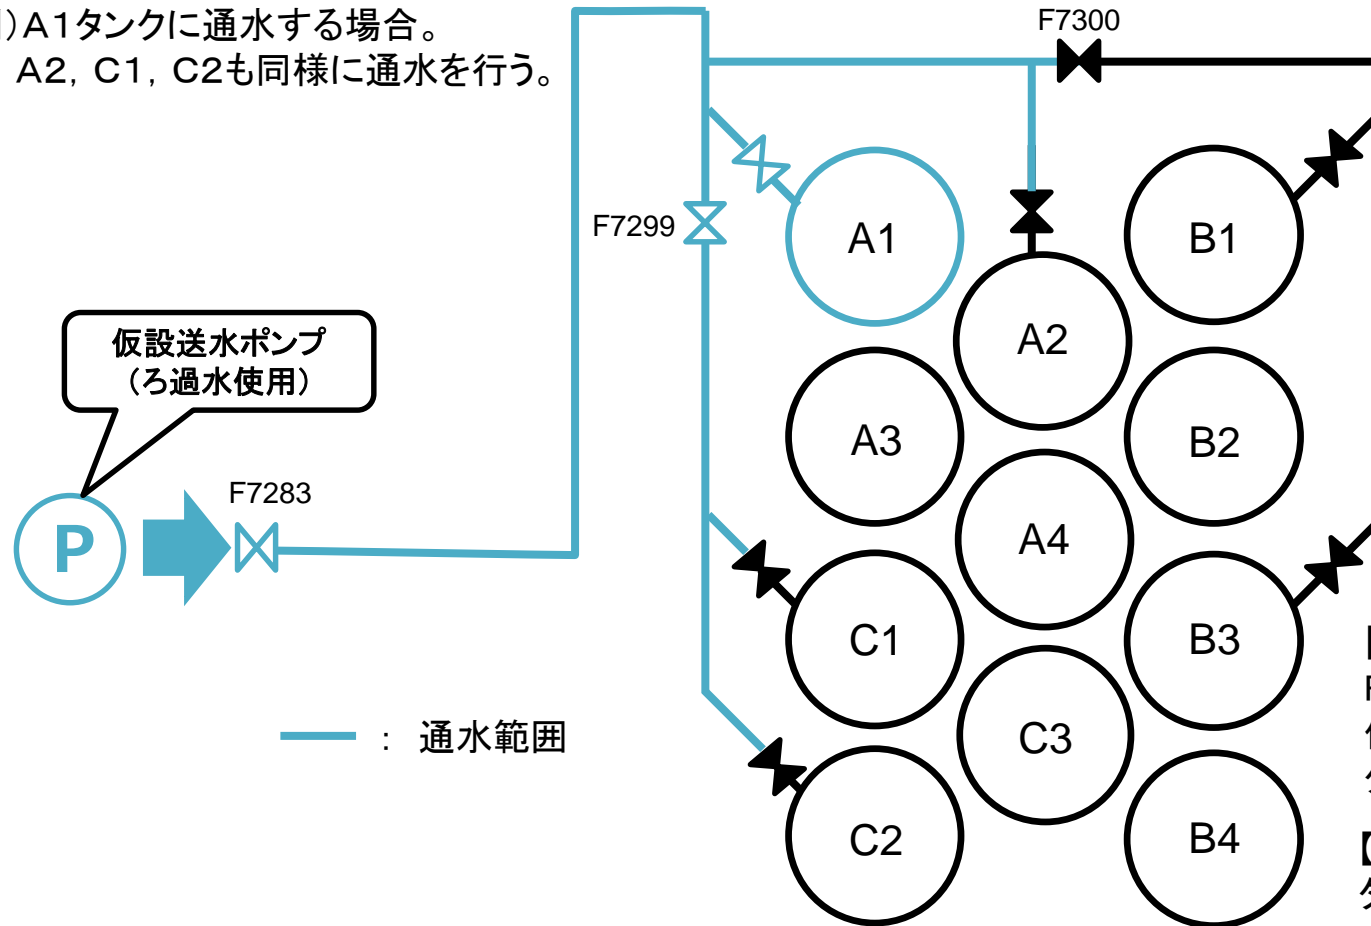 )A1タンクに通水する場合。
A2, C1, C2も同様に通水を行う。
F7300
F7299
A1
B1
A2
仮設送水ポンプ
(ろ過水使用)
A3
B2
F7283
P
A4
C1
B3
: 通水範囲
C3
C2
B4
【